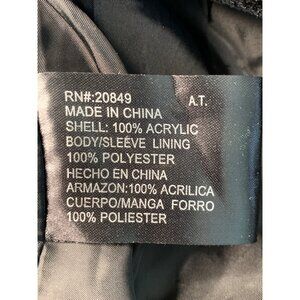 RN#:20849 A.T.
MADE IN CHINA
SHELL: 100% ACRYLIC
BODY/SLEEVE LINING
100% POLYESTER
HECHO EN CHINA
ARMAZON:100% ACRILICA
CUERPO/MANGA FORRO
100% POLIESTER